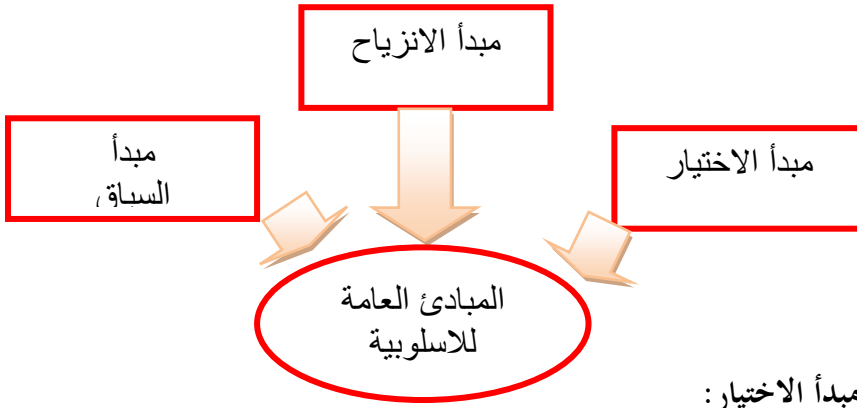 مبدأ الانزياح
مبدأ الاختيار
مبدأ
السياق
المبادئ العامة
للاسلوبية
مبدأ الاختيار: